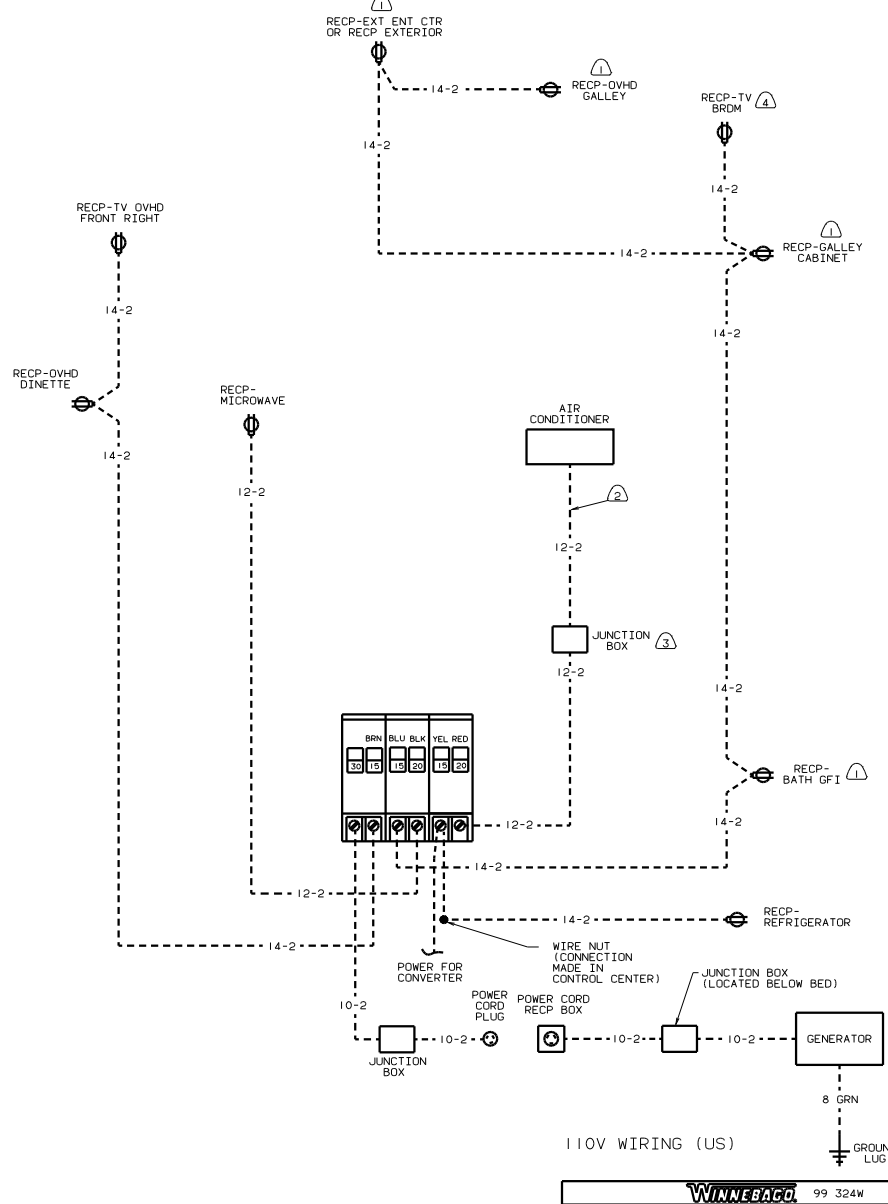 1
RECP-EXT ENT CTR
OR RECP EXTERIOR
1
14-2
RECP-OVHD
GALLEY
RECP-TV
BRDM
4
14-2
14-2
RECP-TV OVHD
FRONT RIGHT
1
14-2
RECP-GALLEY
CABINET
14-2
14-2
RECP-OVHD
DINETTE
RECP-
MICROWAVE
AIR
CONDITIONER
14-2
12-2
2
12-2
JUNCTION
BOX
3
12-2
14-2
BRN BLU BLK YEL RED
30 15 15 20 15 20
RECP-
BATH GFI
1
12-2
14-2
14-2
12-2
14-2
RECP-
REFRIGERATOR
14-2
WIRE NUT
(CONNECTION
MADE IN
CONTROL CENTER)
POWER FOR
CONVERTER
JUNCTION BOX
(LOCATED BELOW BED)
10-2
POWER
CORD
PLUG
POWER CORD
RECP BOX
10-2
10-2
10-2
GENERATOR
JUNCTION
BOX
8 GRN
110V WIRING (US)
GROUN
LUG
WINNEBAGO. 99 324W